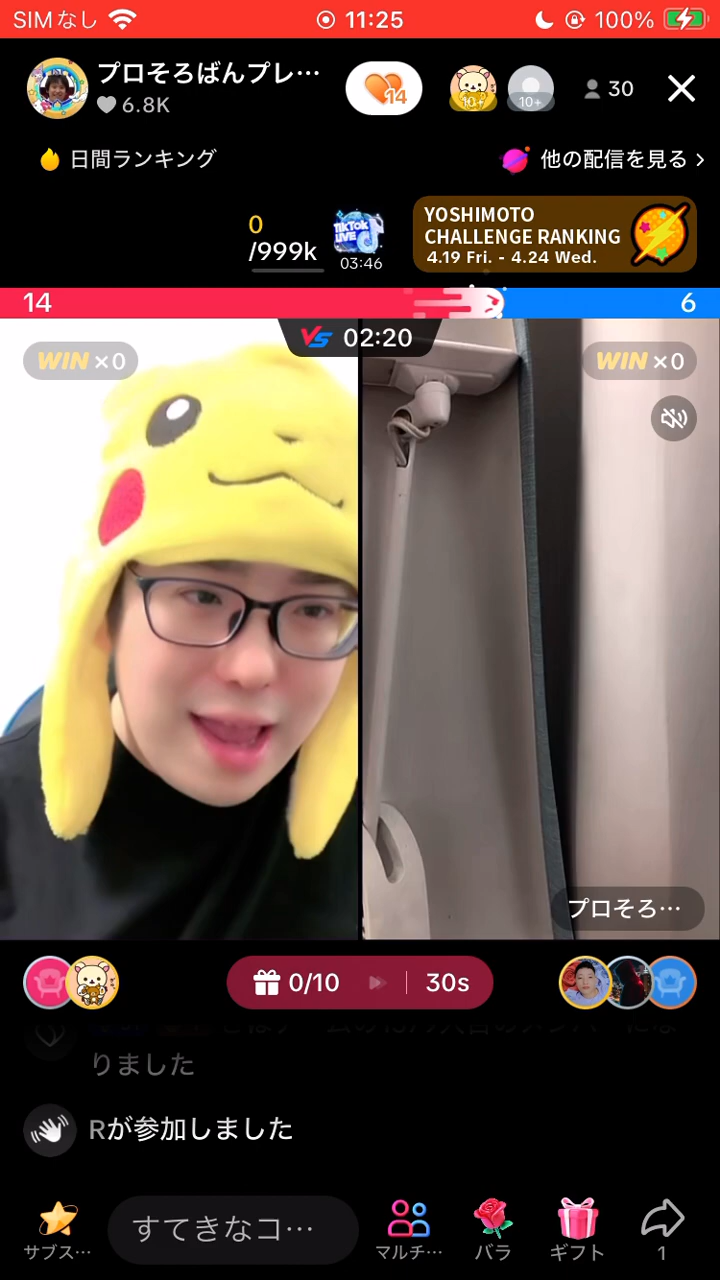 SIMなし
11:25
100%
プロそろばんプレ…
6.8K
14
10+
10+
30
日間ランキング
他の配信を見る
0
/999k
TikTok
LIVE
03:46
YOSHIMOTO
CHALLENGE RANKING
4.19 Fri. - 4.24 Wed.
14
6
VS 02:20
WIN ×0
WIN ×0
プロそろ…
0/10
30s
りました
Rが参加しました
サブス…
すてきなコ…
マルチ…
バラ
ギフト
1